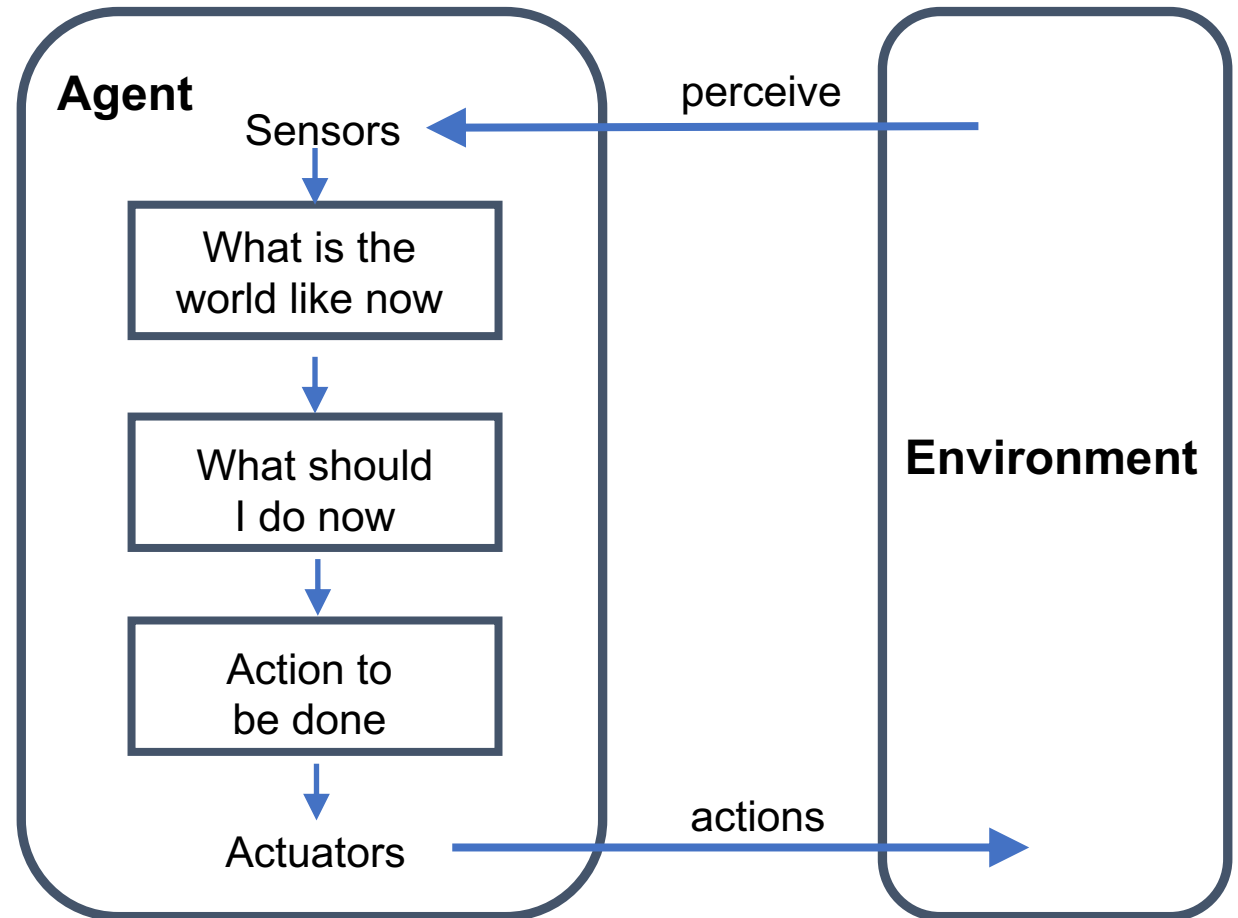 Agent
perceive
Sensors
What is the
world like now
What should
I do now
Environment
Action to
be done
actions
Actuators